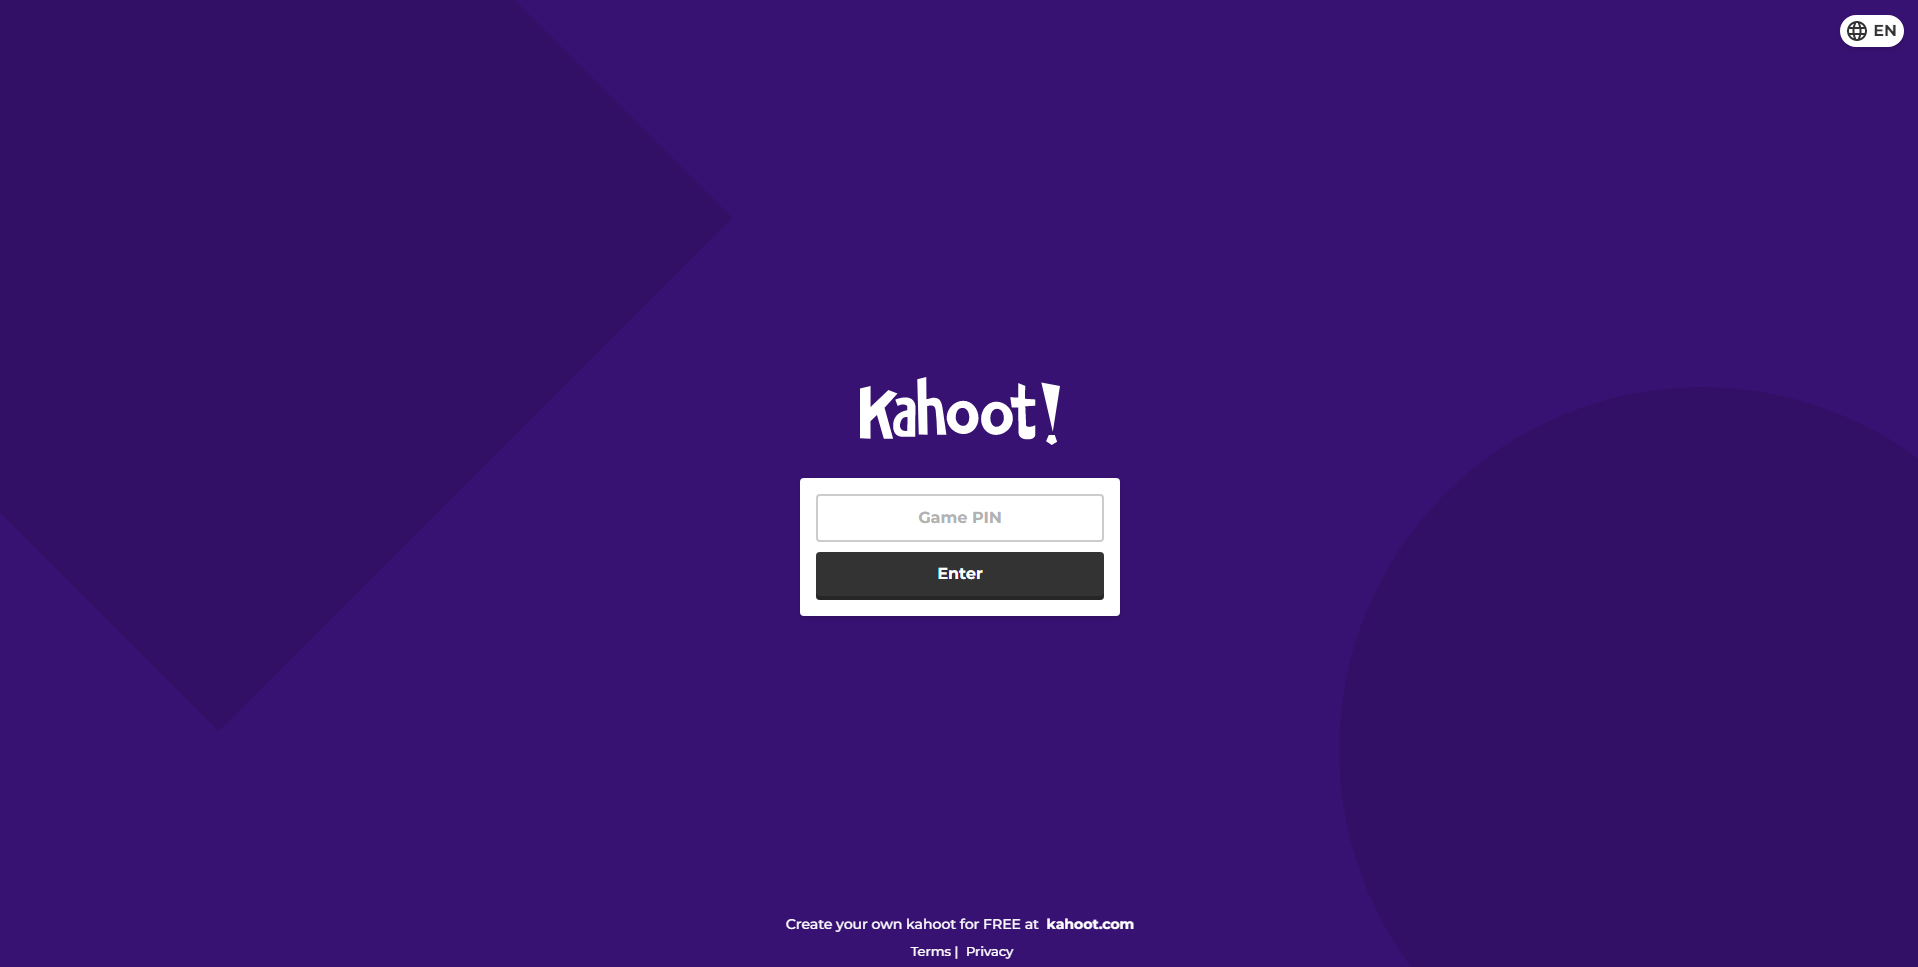 EN
Kahoot!
Game PIN
Enter
Create your own kahoot for FREE at kahoot.com
Terms | Privacy